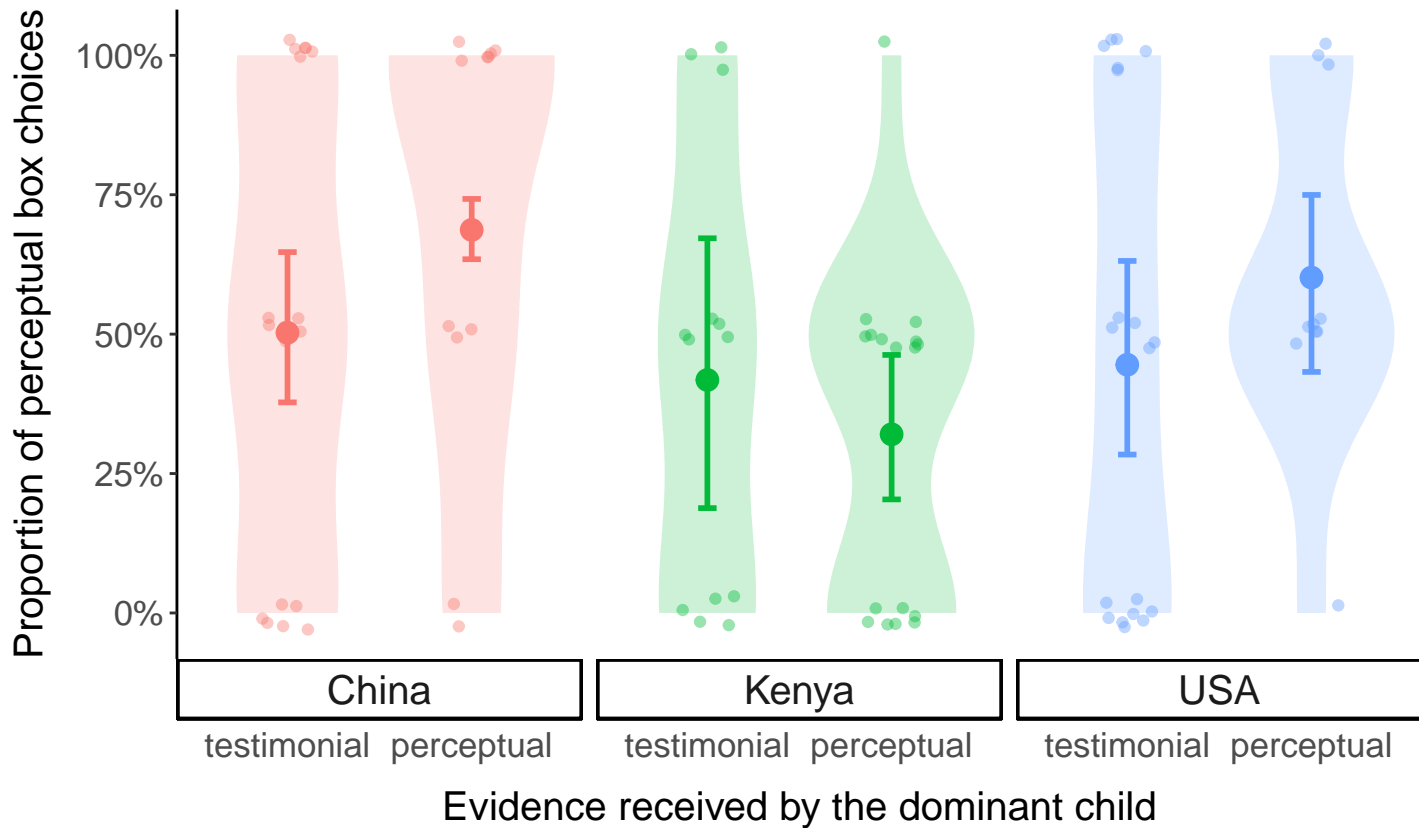 Proportion of perceptual box choices
100%
75%
50%
25%
0%
China
Kenya
USA
testimonial perceptual
testimonial perceptual
testimonial perceptual
Evidence received by the dominant child